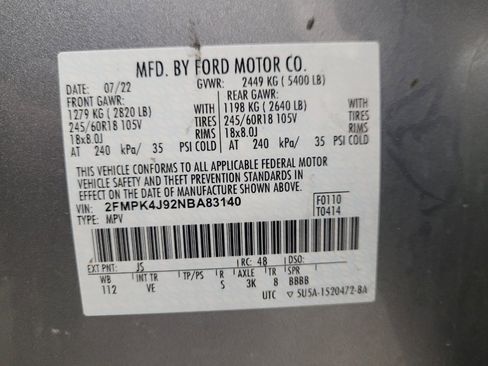 MFD. BY FORD MOTOR CO.
DATE: 07/22 GVWR: 2449 KG ( 5400 LB)
FRONT GAWR: REAR GAWR:
1279 KG ( 2820 LB) WITH 1198 KG ( 2640 LB) WITH
245/60R18 105V TIRES 245/60R18 105V TIRES
18x8.0J RIMS 18x8.0J RIMS
AT 240 kPa/ 35 PSI COLD AT 240 kPa/ 35 PSI COLD
THIS VEHICLE CONFORMS TO ALL APPLICABLE FEDERAL MOTOR
VEHICLE SAFETY AND THEFT PREVENTION STANDARDS IN
EFFECT ON THE DATE OF MANUFACTURE SHOWN ABOVE.
VIN: 2FMPK4J92NBA83140 F0110
TYPE: MPV T0414
EXT PNT: JS RC: 48 DSO:
WB INT TR TP/PS R AXLE TR SPR
112 VE S 3K 8 BBBB
UTC ▽ 5U5A-1520472-BA